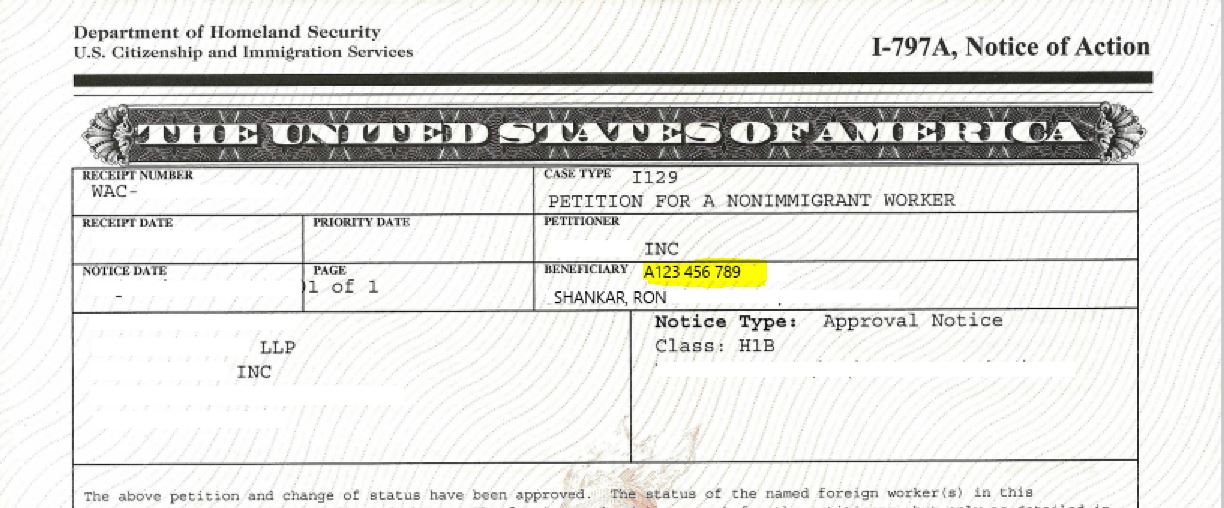 Department of Homeland Security
U.S. Citizenship and Immigration Services
I-797A, Notice of Action
THE UNITED STATES OF AMERICA
RECEIPT NUMBER
WAC-
CASE TYPE I129
PETITION FOR A NONIMMIGRANT WORKER
RECEIPT DATE
PRIORITY DATE
PETITIONER
INC
NOTICE DATE
-
PAGE
1 of 1
BENEFICIARY A123 456 789
SHANKAR, RON
LLP
INC
Notice Type: Approval Notice
Class: H1B
The above petition and change of status have been approved. The status of the named foreign worker(s) in this